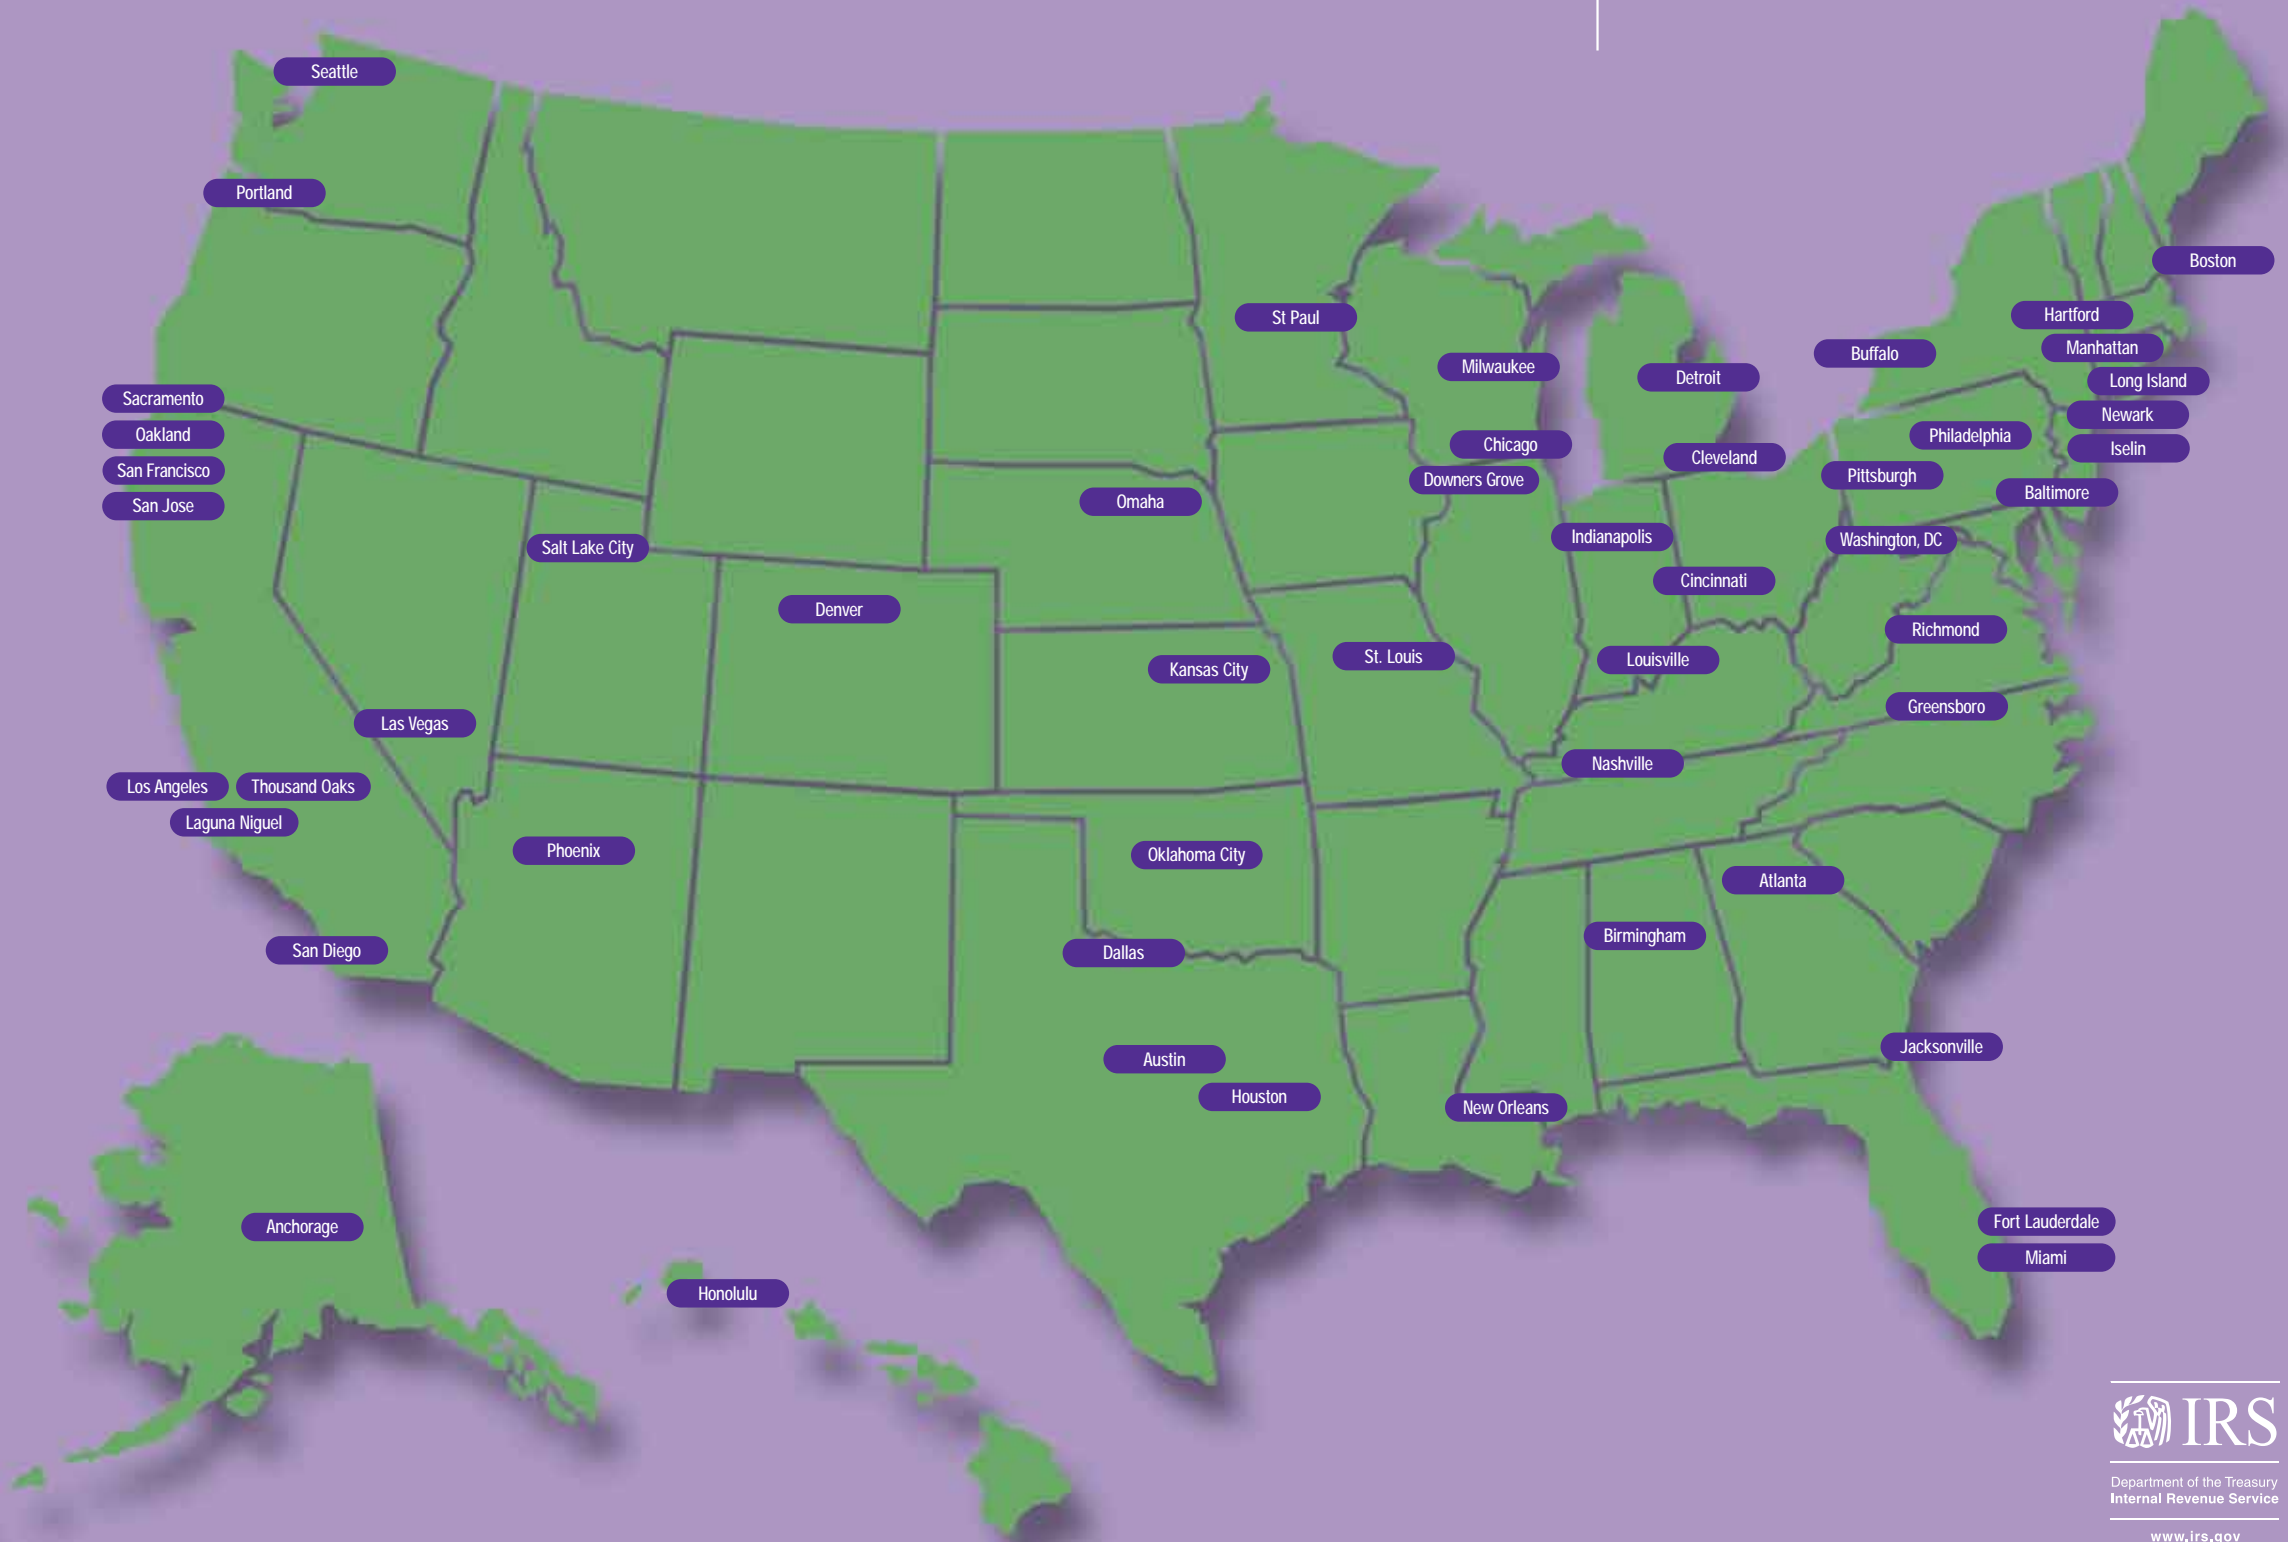 Seattle
Portland
Boston
Hartford
St Paul
Manhattan
Buffalo
Milwaukee
Detroit
Long Island
Sacramento
Newark
Oakland
Philadelphia
Chicago
Iselin
Cleveland
San Francisco
Pittsburgh
Downers Grove
Baltimore
Omaha
San Jose
Indianapolis
Washington, DC
Salt Lake City
Cincinnati
Denver
Richmond
St. Louis
Louisville
Kansas City
Greensboro
Las Vegas
Nashville
Los Angeles
Thousand Oaks
Laguna Niguel
Phoenix
Oklahoma City
Atlanta
Birmingham
San Diego
Dallas
Jacksonville
Austin
Houston
New Orleans
Fort Lauderdale
Anchorage
Miami
Honolulu
IRS
Department of the Treasury
Internal Revenue Service
www.irs.gov